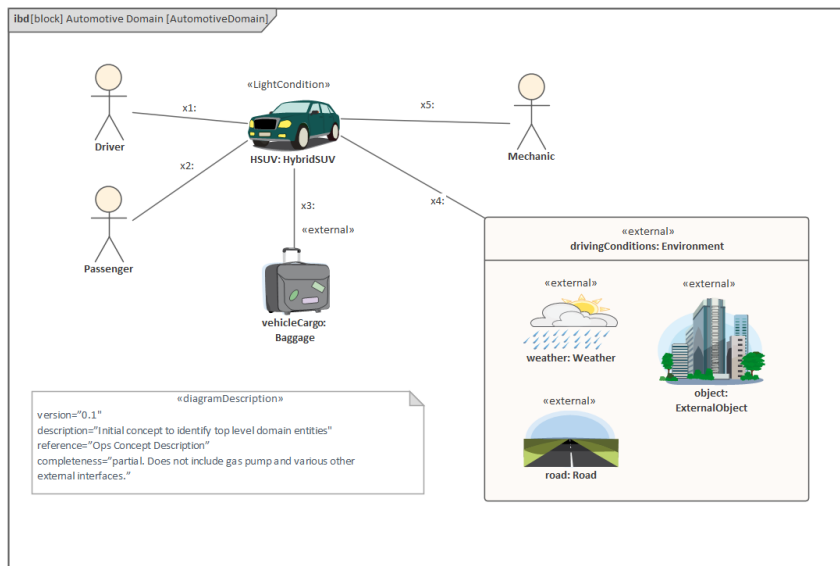 ibd [block] Automotive Domain [AutomotiveDomain]
«LightCondition»
x1:
x5:
Driver
HSUV: HybridSUV
Mechanic
x2:
x3:
x4:
«external»
Passenger
vehicleCargo:
Baggage
«external»
drivingConditions: Environment
«external»
weather: Weather
«external»
object:
ExternalObject
«external»
road: Road
«diagramDescription»
version="0.1"
description="Initial concept to identify top level domain entities"
reference="Ops Concept Description"
completeness="partial. Does not include gas pump and various other
external interfaces."